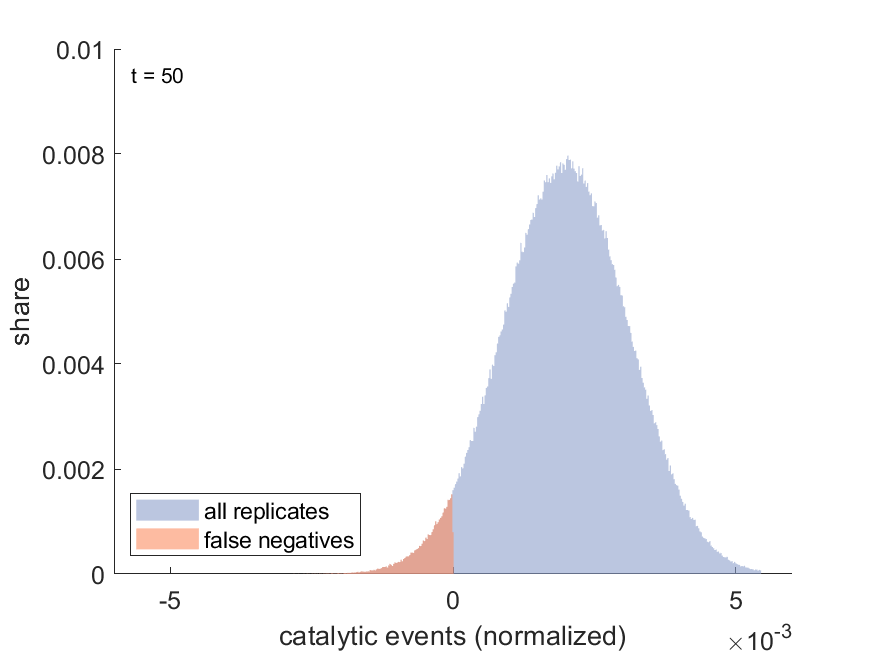 0.01
t = 50
0.008
0.006
share
0.004
0.002
all replicates
false negatives
0
-5 0 5
catalytic events (normalized)
×10⁻³